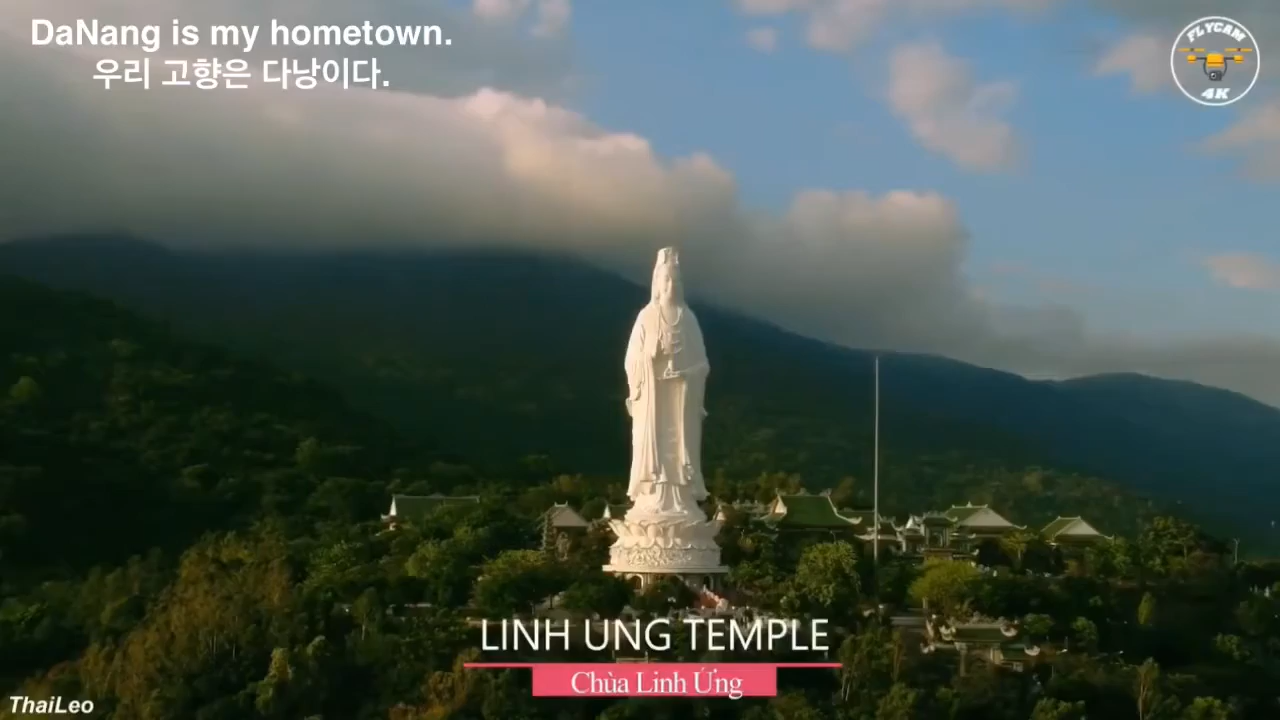 DaNang is my hometown.
우리 고향은 다낭이다.
FLYCAM
4K
LINH UNG TEMPLE
Chùa Linh Ứng
ThaiLeo